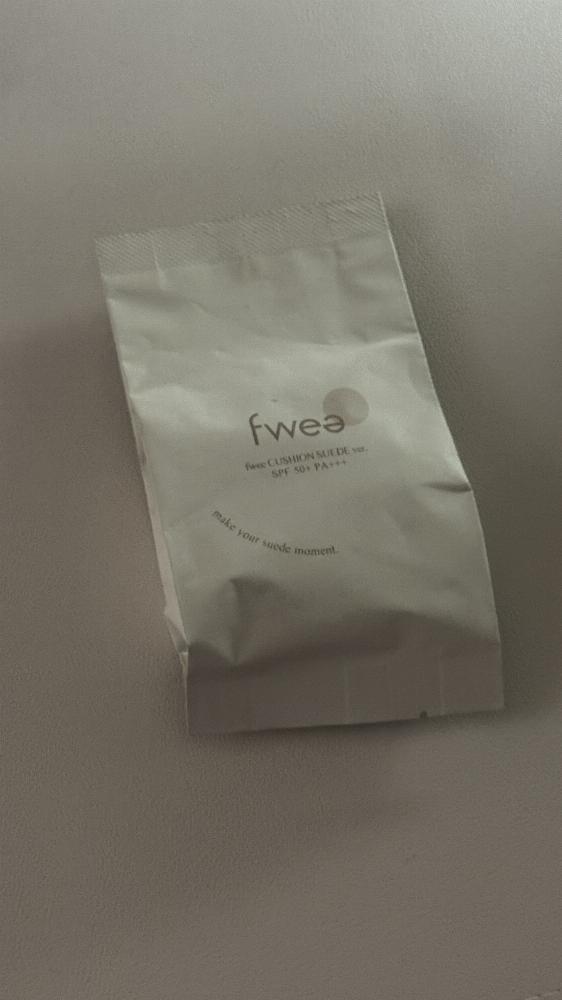 fwee
fwee CUSHION SUEDE ver.
SPF 50+ PA+++
make your suede moment.